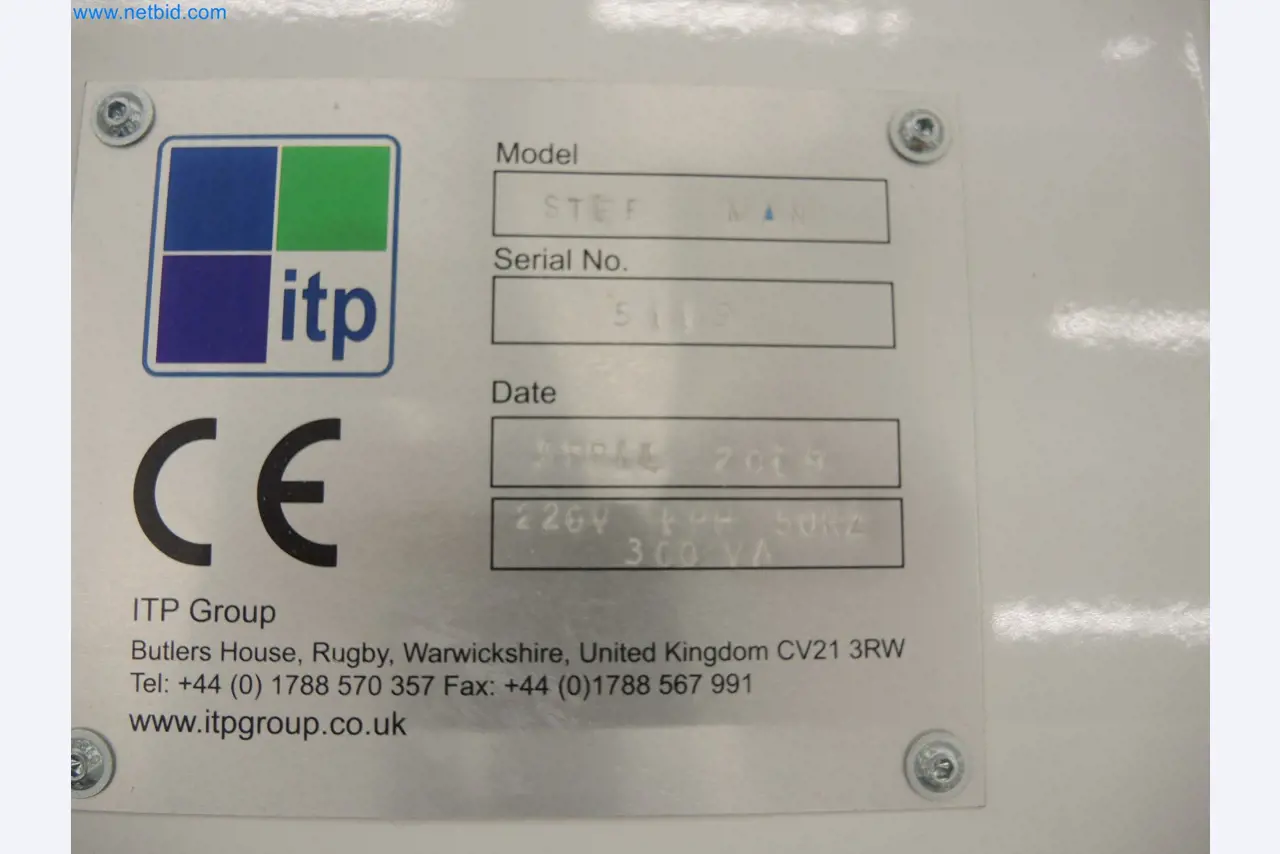 www.netbid.com
itp
Model
Serial No.
Date
300 VA
CE
ITP Group
Butlers House, Rugby, Warwickshire, United Kingdom CV21 3RW
Tel: +44 (0) 1788 570 357 Fax: +44 (0)1788 567 991
www.itpgroup.co.uk